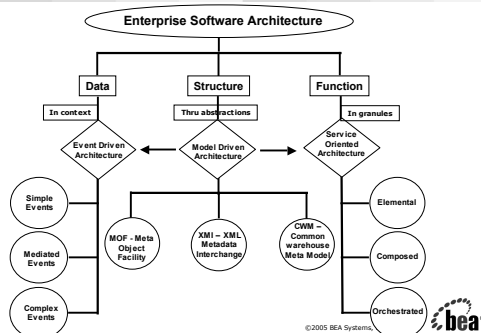 Enterprise Software Architecture
Data
Structure
Function
In context
Thru abstractions
In granules
Event Driven
Architecture
Model Driven
Architecture
Service
Oriented
Architecture
Simple
Events
Mediated
Events
Complex
Events
MOF - Meta
Object
Facility
XMI – XML
Metadata
Interchange
CWM –
Common
warehouse
Meta Model
Elemental
Composed
Orchestrated
©2005 BEA Systems,
bea